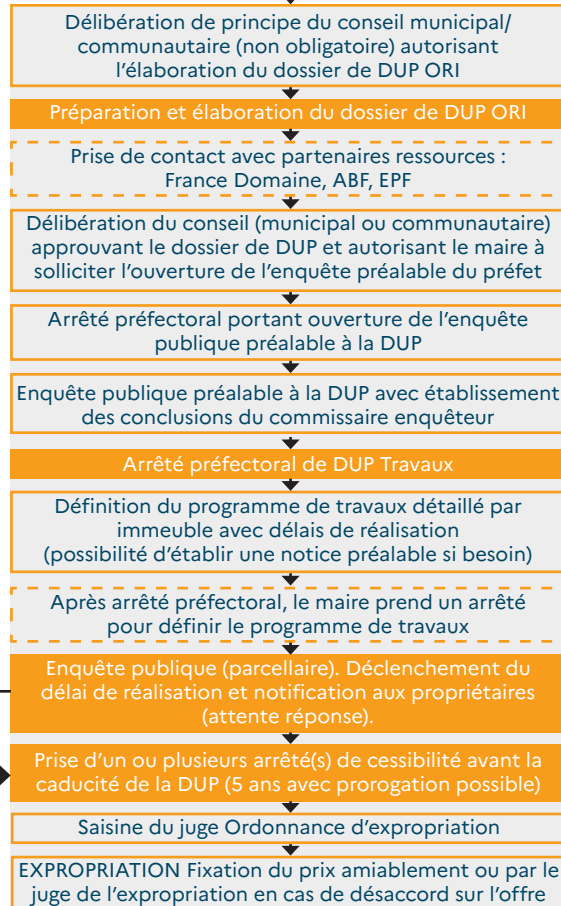 Délibération de principe du conseil municipal/
communautaire (non obligatoire) autorisant
l’élaboration du dossier de DUP ORI
Préparation et élaboration du dossier de DUP ORI
Prise de contact avec partenaires ressources :
France Domaine, ABF, EPF
Délibération du conseil (municipal ou communautaire)
approuvant le dossier de DUP et autorisant le maire à
solliciter l’ouverture de l’enquête préalable du préfet
Arrêté préfectoral portant ouverture de l’enquête
publique préalable à la DUP
Enquête publique préalable à la DUP avec établissement
des conclusions du commissaire enquêteur
Arrêté préfectoral de DUP Travaux
Définition du programme de travaux détaillé par
immeuble avec délais de réalisation
(possibilité d’établir une notice préalable si besoin)
Après arrêté préfectoral, le maire prend un arrêté
pour définir le programme de travaux
Enquête publique (parcellaire). Déclenchement du
délai de réalisation et notification aux propriétaires
(attente réponse).
Prise d’un ou plusieurs arrêté(s) de cessibilité avant la
caducité de la DUP (5 ans avec prorogation possible)
Saisine du juge Ordonnance d’expropriation
EXPROPRIATION Fixation du prix amiablement ou par le
juge de l’expropriation en cas de désaccord sur l’offre